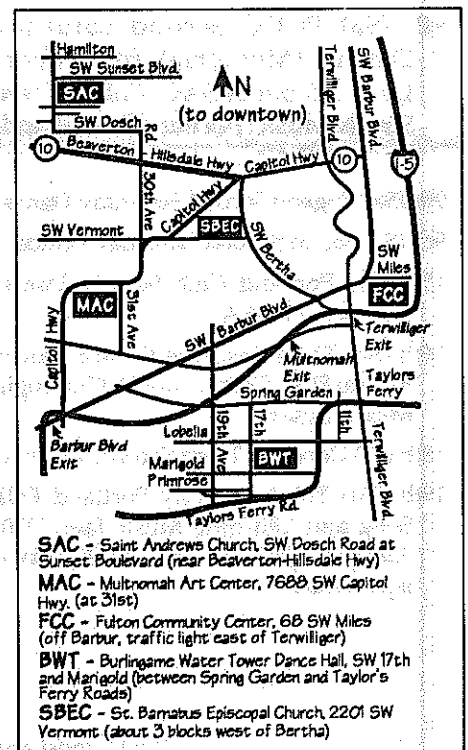 Hamilton
SW Sunset Blvd.
SAC
N
(to downtown)
Terwilliger Blvd.
SW Barbur Blvd.
SW Dosch Rd.
10
Beaverton - Hillsdale Hwy
Capitol Hwy
10
I-5
30th Ave
Capitol Hwy
SBEC
SW Vermont
SW Bertha
SW Miles
FCC
MAC
31st Ave
Capitol Hwy
SW Barbur Blvd.
Terwilliger Exit
Multnomah Exit
Taylors Ferry
Spring Garden
Barbur Blvd Exit
19th Ave
17th
11th
Lobelia
Marigold
BWT
Primrose
Terwilliger Blvd.
Taylors Ferry Rd.
SAC - Saint Andrews Church, SW Dosch Road at
Sunset Boulevard (near Beaverton-Hillsdale Hwy)
MAC - Multnomah Art Center, 7688 SW Capitol
Hwy. (at 31st)
FCC - Fulton Community Center, 68 SW Miles
(off Barbur, traffic light east of Terwilliger)
BWT - Burlingame Water Tower Dance Hall, SW 17th
and Marigold (between Spring Garden and Taylor's
Ferry Roads)
SBEC - St. Barnabus Episcopal Church, 2201 SW
Vermont (about 3 blocks west of Bertha)